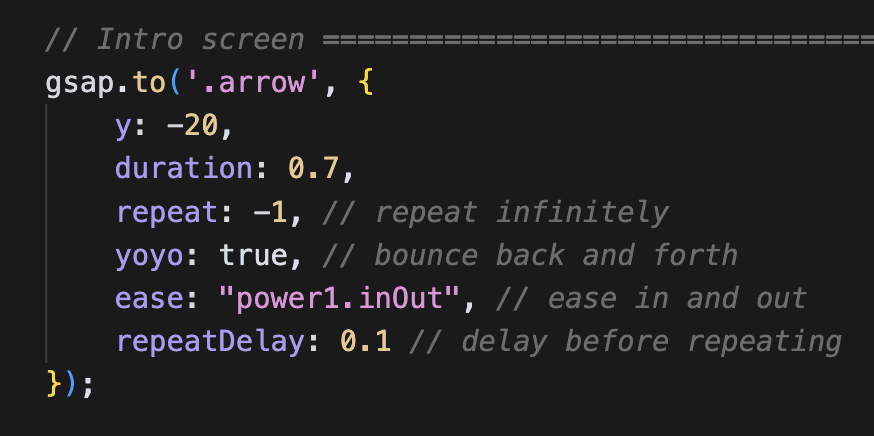 // Intro screen ================================
gsap.to('.arrow', {
    y: -20,
    duration: 0.7,
    repeat: -1, // repeat infinitely
    yoyo: true, // bounce back and forth
    ease: "power1.inOut", // ease in and out
    repeatDelay: 0.1 // delay before repeating
});